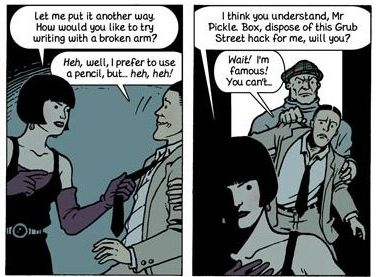 Let me put it another way.
How would you like to try
writing with a broken arm?
Heh, well, I prefer to use
a pencil, but... heh, heh!
I think you understand, Mr
Pickle. Box, dispose of this Grub
Street hack for me, will you?
Wait! I'm
famous!
You can't...